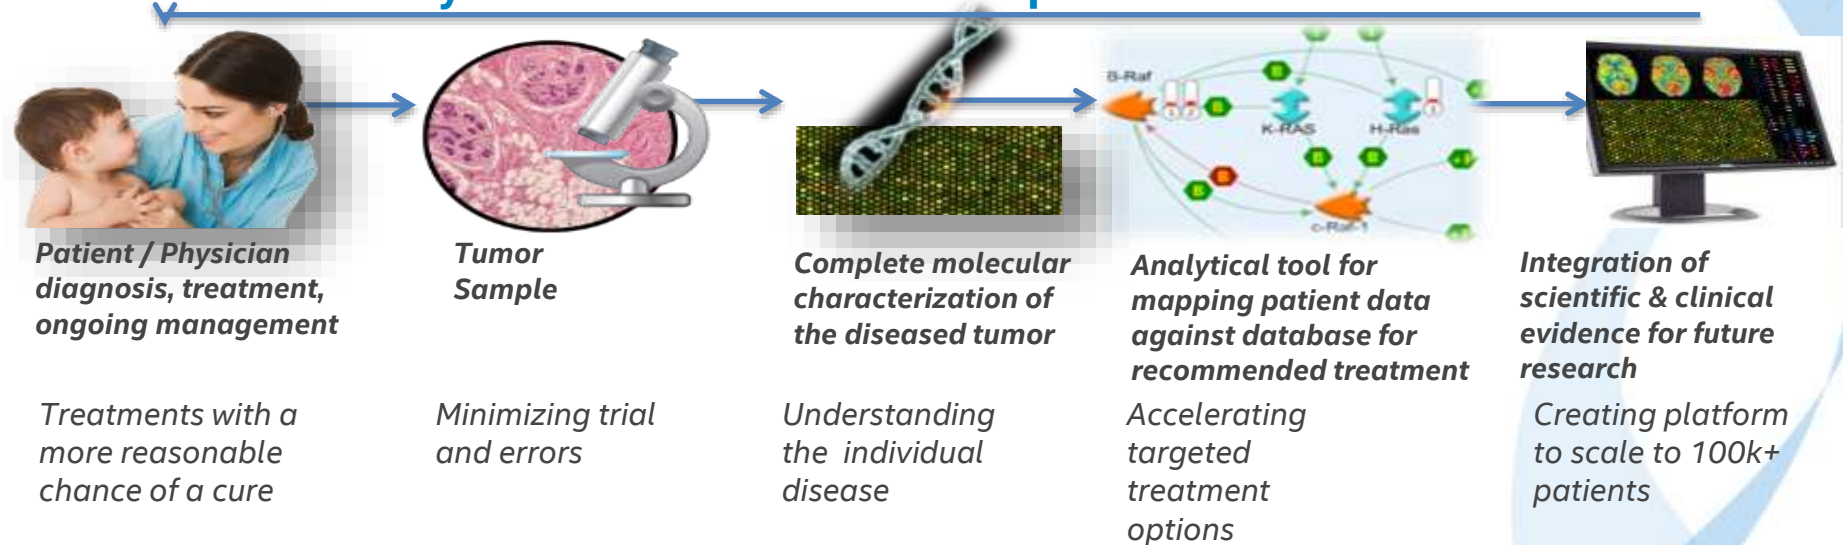 Patient / Physician
diagnosis, treatment,
ongoing management
Tumor
Sample
Complete molecular
characterization of
the diseased tumor
Analytical tool for
mapping patient data
against database for
recommended treatment
Integration of
scientific & clinical
evidence for future
research
Treatments with a
more reasonable
chance of a cure
Minimizing trial
and errors
Understanding
the individual
disease
Accelerating
targeted
treatment
options
Creating platform
to scale to 100k+
patients
B-Raf
B
B
K-RAS
H-Ras
B
B
B
B
c-Raf-1